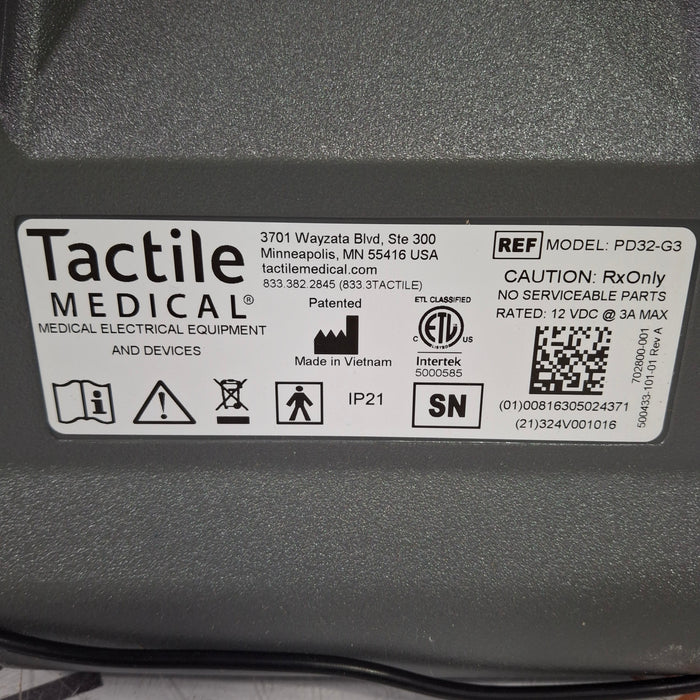 Tactile
MEDICAL®
MEDICAL ELECTRICAL EQUIPMENT
AND DEVICES
3701 Wayzata Blvd, Ste 300
Minneapolis, MN 55416 USA
tactilemedical.com
833.382.2845 (833.3TACTILE)
Patented
Made in Vietnam
ETL CLASSIFIED
ETL
C US
LISTED
Intertek
5000585
REF MODEL: PD32-G3
CAUTION: RxOnly
NO SERVICEABLE PARTS
RATED: 12 VDC @ 3A MAX
702800-001
500433-101-01 Rev A
i
IP21
SN
(01)00816305024371
(21)324V001016